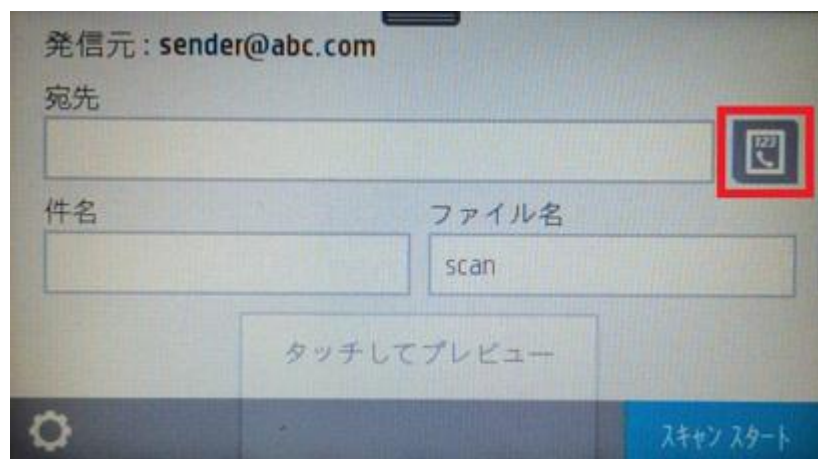 発信元 : sender@abc.com
宛先
123
件名 ファイル名
scan
タッチしてプレビュー
スキャン スタート